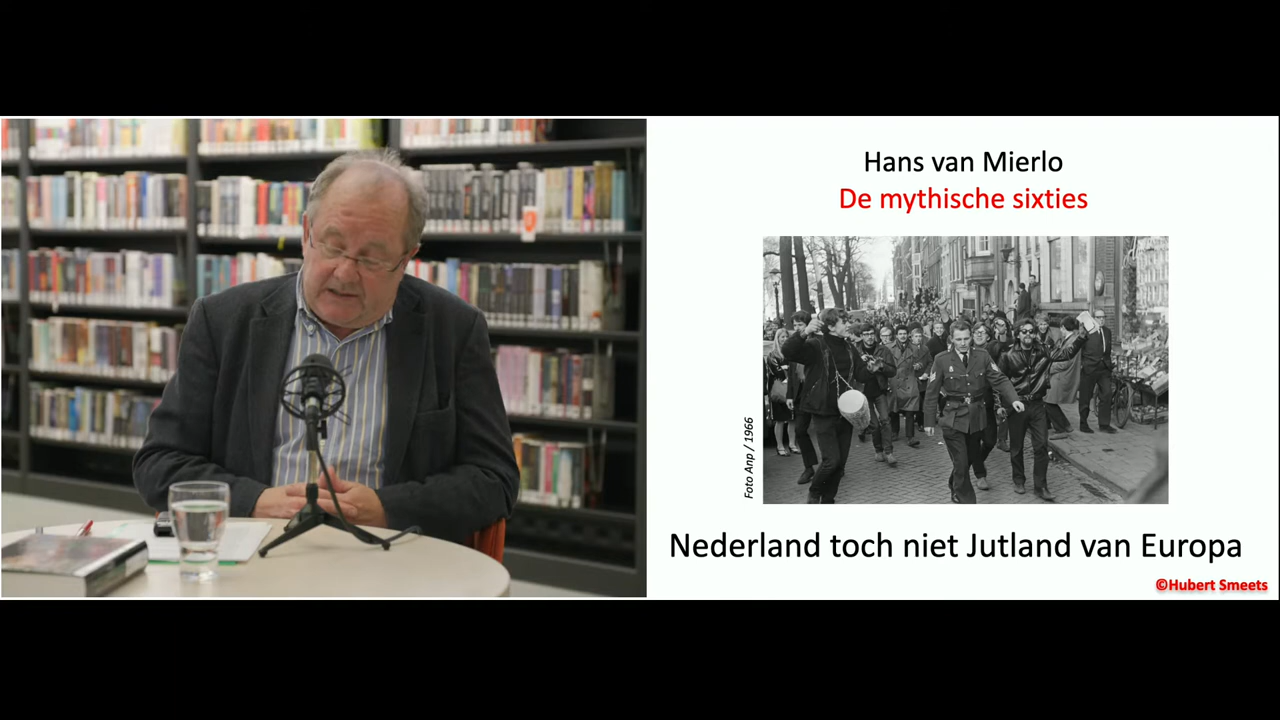 Hans van Mierlo
De mythische sixties
Foto Anp / 1966
Nederland toch niet Jutland van Europa
©Hubert Smeets